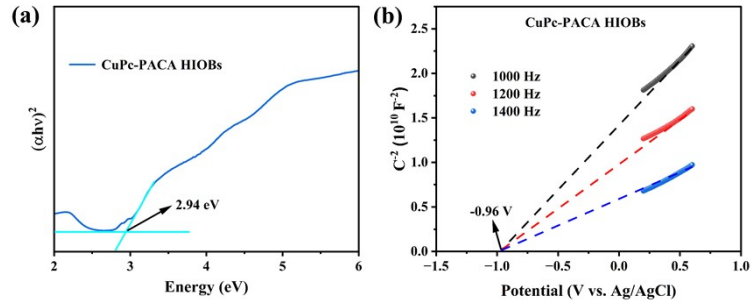 (a)
CuPc-PACA HIOBs
(αhν)²
2.94 eV
2 3 4 5 6
Energy (eV)
(b)
CuPc-PACA HIOBs
2.5
2.0
1.5
1.0
0.5
0.0
C⁻² (10¹⁰ F⁻²)
1000 Hz
1200 Hz
1400 Hz
-0.96 V
−1.5 −1.0 −0.5 0.0 0.5 1.0
Potential (V vs. Ag/AgCl)